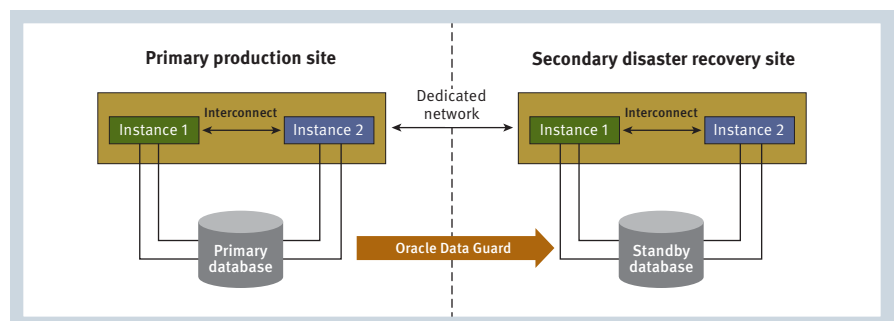 Primary production site
Secondary disaster recovery site
Dedicated
network
Instance 1
Interconnect
Instance 2
Instance 1
Interconnect
Instance 2
Primary
database
Oracle Data Guard
Standby
database